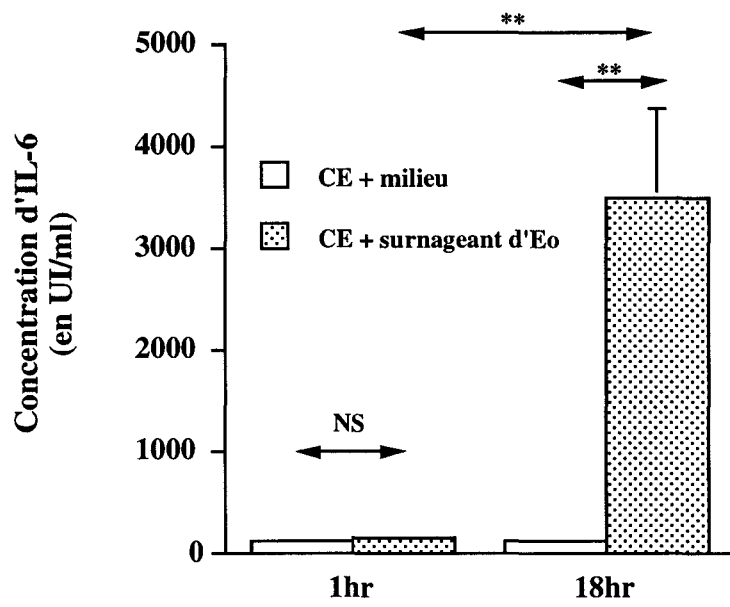 **
5000
**
4000
CE + milieu
CE + surnageant d'Eo
3000
2000
NS
1000
0
1hr 18hr
Concentration d'IL-6
(en UI/ml)